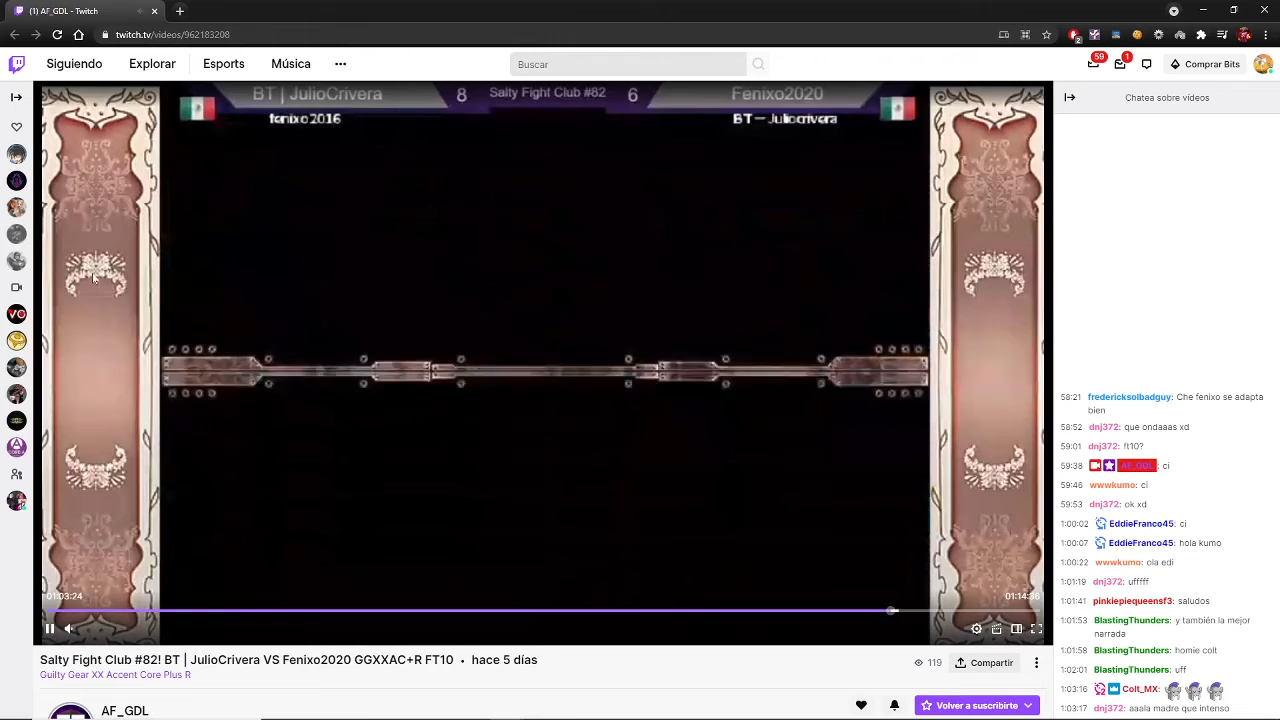 (1) AF_GDL - Twitch
twitch.tv/videos/962183208
2
Siguiendo
Explorar
Esports
Música
Buscar
59
1
Comprar Bits
BT | JulioCrivera 8 Salty Fight Club #82 6 Fenixo2020
fenixo2016
BT-Juliocrivera
VG
01:03:24
01:14:36
Salty Fight Club #82! BT | JulioCrivera VS Fenixo2020 GGXXAC+R FT10 • hace 5 días
Guilty Gear XX Accent Core Plus R
119
Compartir
AF_GDL
Volver a suscribirte
Chatea sobre vídeos
58:21 fredericksolbadguy: Che fenixo se adapta
bien
58:52 dnj372: que ondaaas xd
59:01 dnj372: ft10?
59:38 AF_GDL: ci
59:46 wwwkumo: ci
59:53 dnj372: ok xd
1:00:02 EddieFranco45: ci
1:00:07 EddieFranco45: hola kumo
1:00:22 wwwkumo: ola edi
1:01:19 dnj372: ufffff
1:01:41 pinkiepiequeensf3: saludos
1:01:53 BlastingThunders: y también la mejor
narrada
1:01:58 BlastingThunders: homie colt
1:02:01 BlastingThunders: uff
1:03:16 Colt_MX:
1:03:17 dnj372: aaala madre que intenso